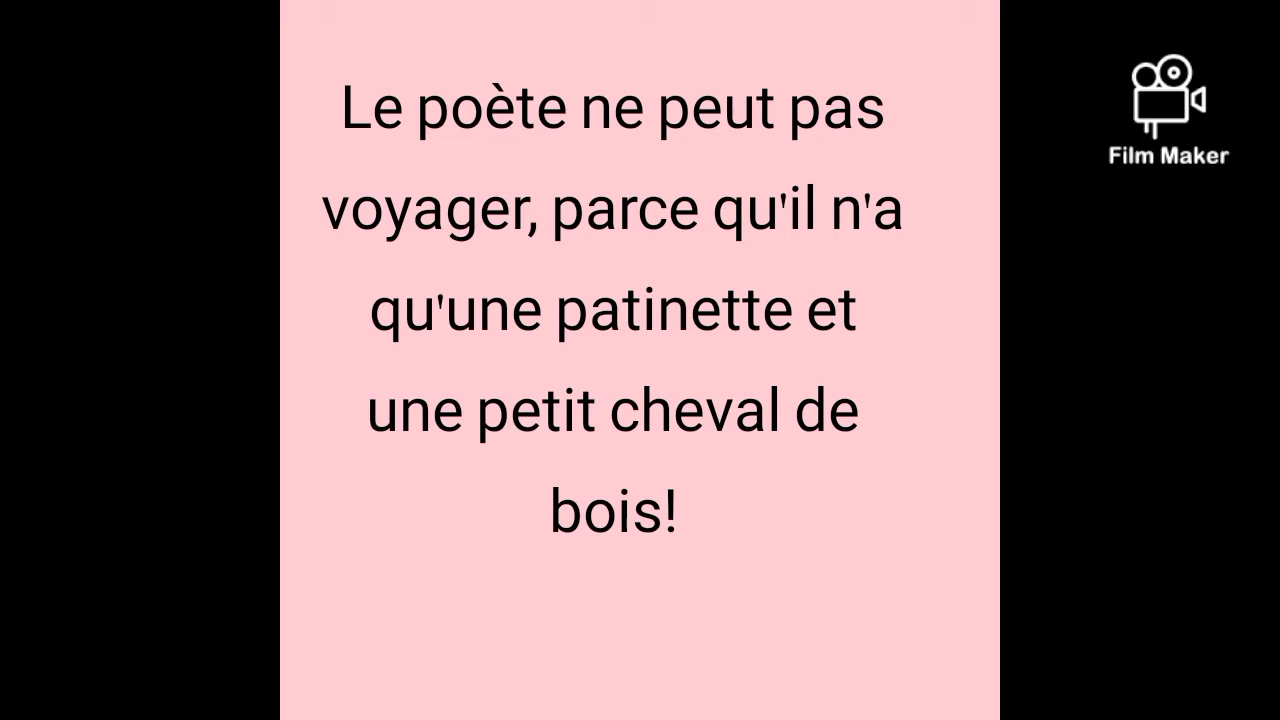 Le poète ne peut pas
voyager, parce qu'il n'a
qu'une patinette et
une petit cheval de
bois!
Film Maker